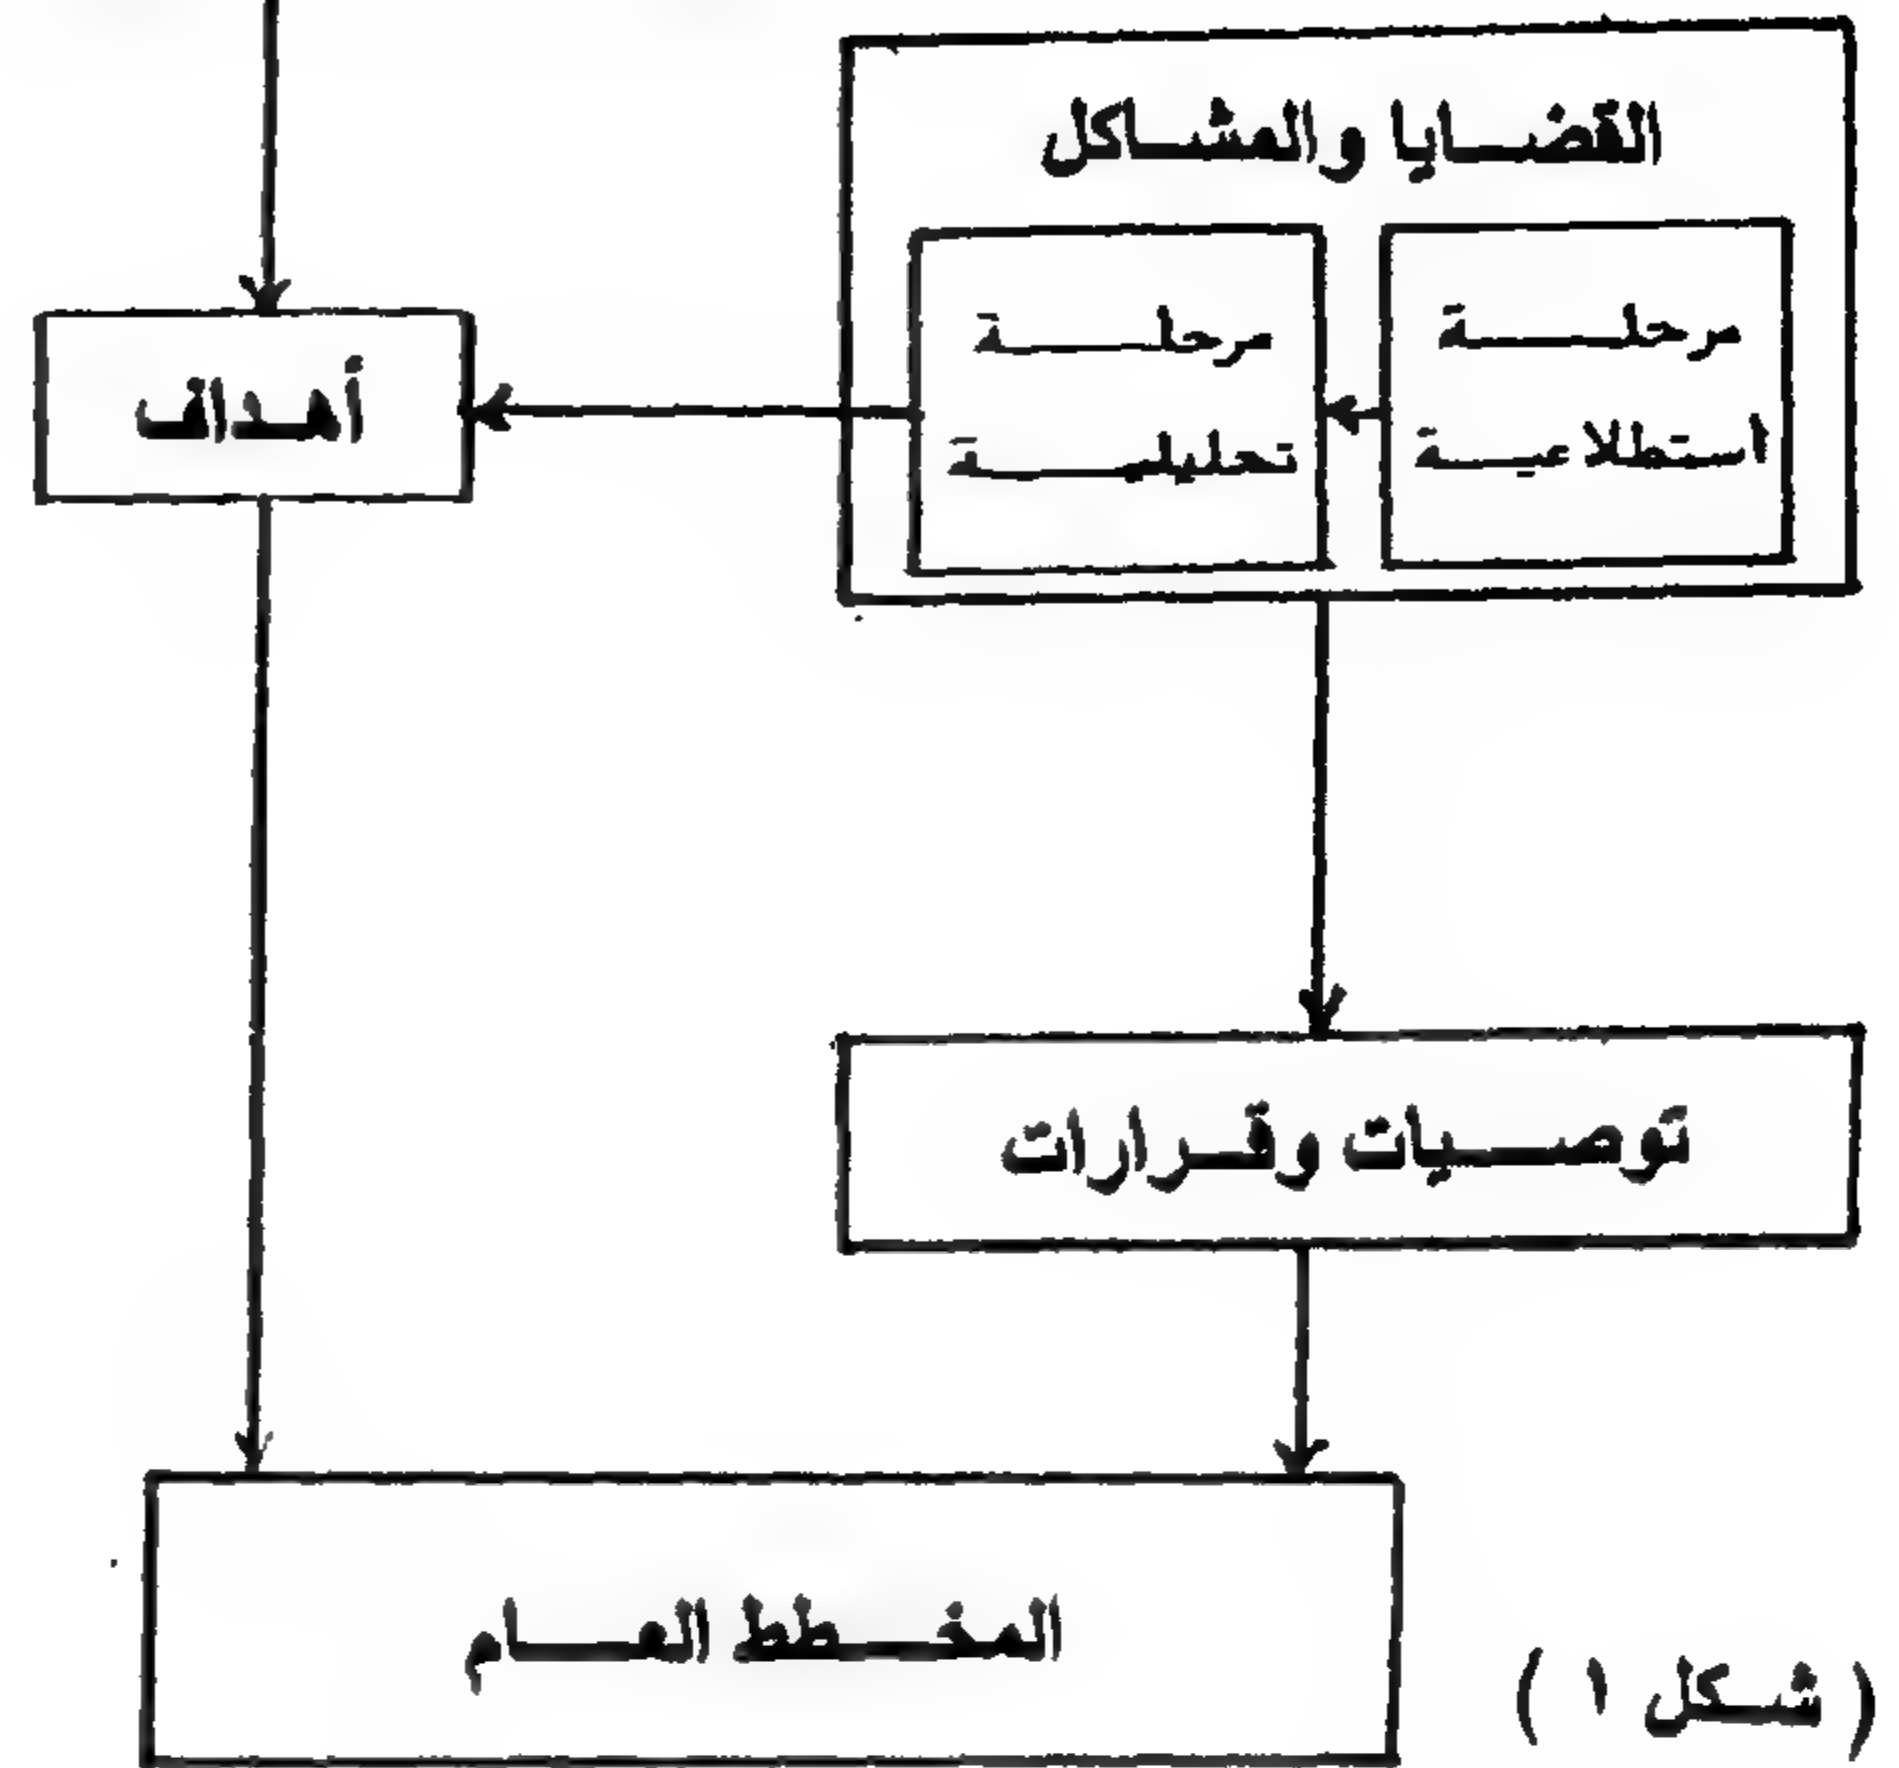 القضايا والمشاكل
مرحلة
استطلاعية
مرحلة
تحليلية
أهداف
توصيات وقرارات
المخطط العام
( شكل ١ )